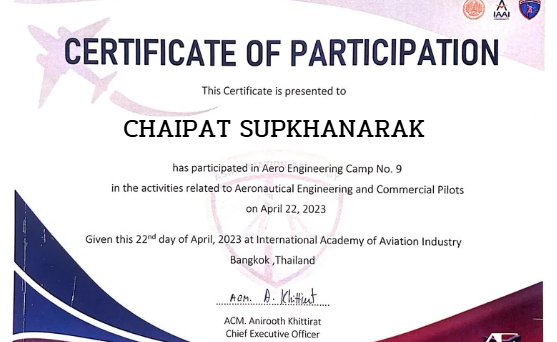 IAAI
CERTIFICATE OF PARTICIPATION
This Certificate is presented to
CHAIPAT SUPKHANARAK
has participated in Aero Engineering Camp No. 9
in the activities related to Aeronautical Engineering and Commercial Pilots
on April 22, 2023
Given this 22nd day of April, 2023 at International Academy of Aviation Industry
Bangkok ,Thailand
ACM. A. Khittirat
ACM. Anirooth Khittirat
Chief Executive Officer